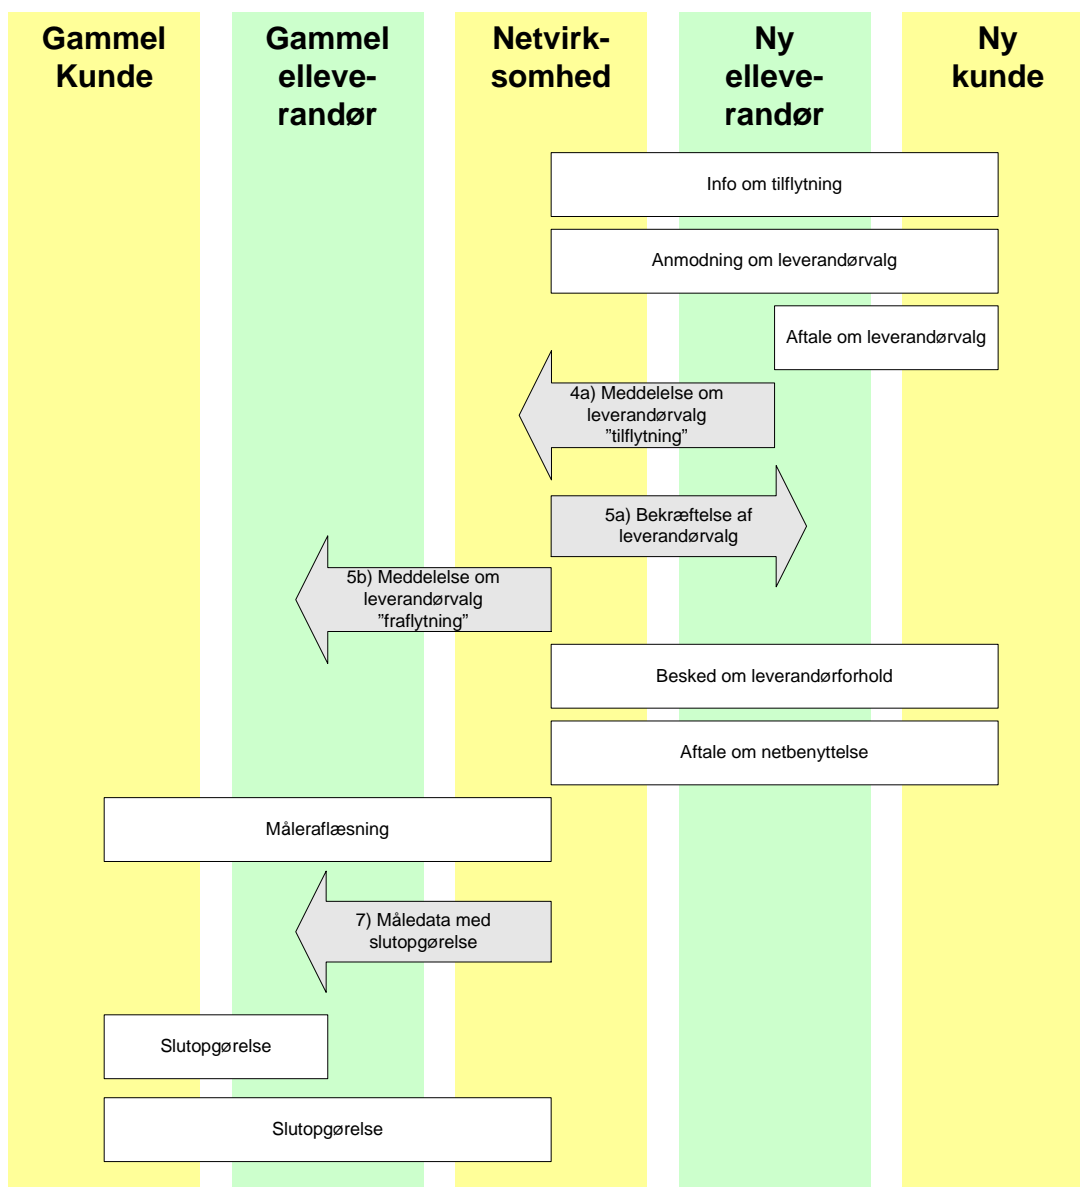 Gammel
Kunde
Gammel
elleve-
randør
Netvirk-
somhed
Ny
elleve-
randør
Ny
kunde
Info om tilflytning
Anmodning om leverandørvalg
Aftale om leverandørvalg
4a) Meddelelse om
leverandørvalg
”tilflytning”
5a) Bekræftelse af
leverandørvalg
5b) Meddelelse om
leverandørvalg
”fraflytning”
Besked om leverandørforhold
Aftale om netbenyttelse
Måleraflæsning
7) Måledata med
slutopgørelse
Slutopgørelse
Slutopgørelse